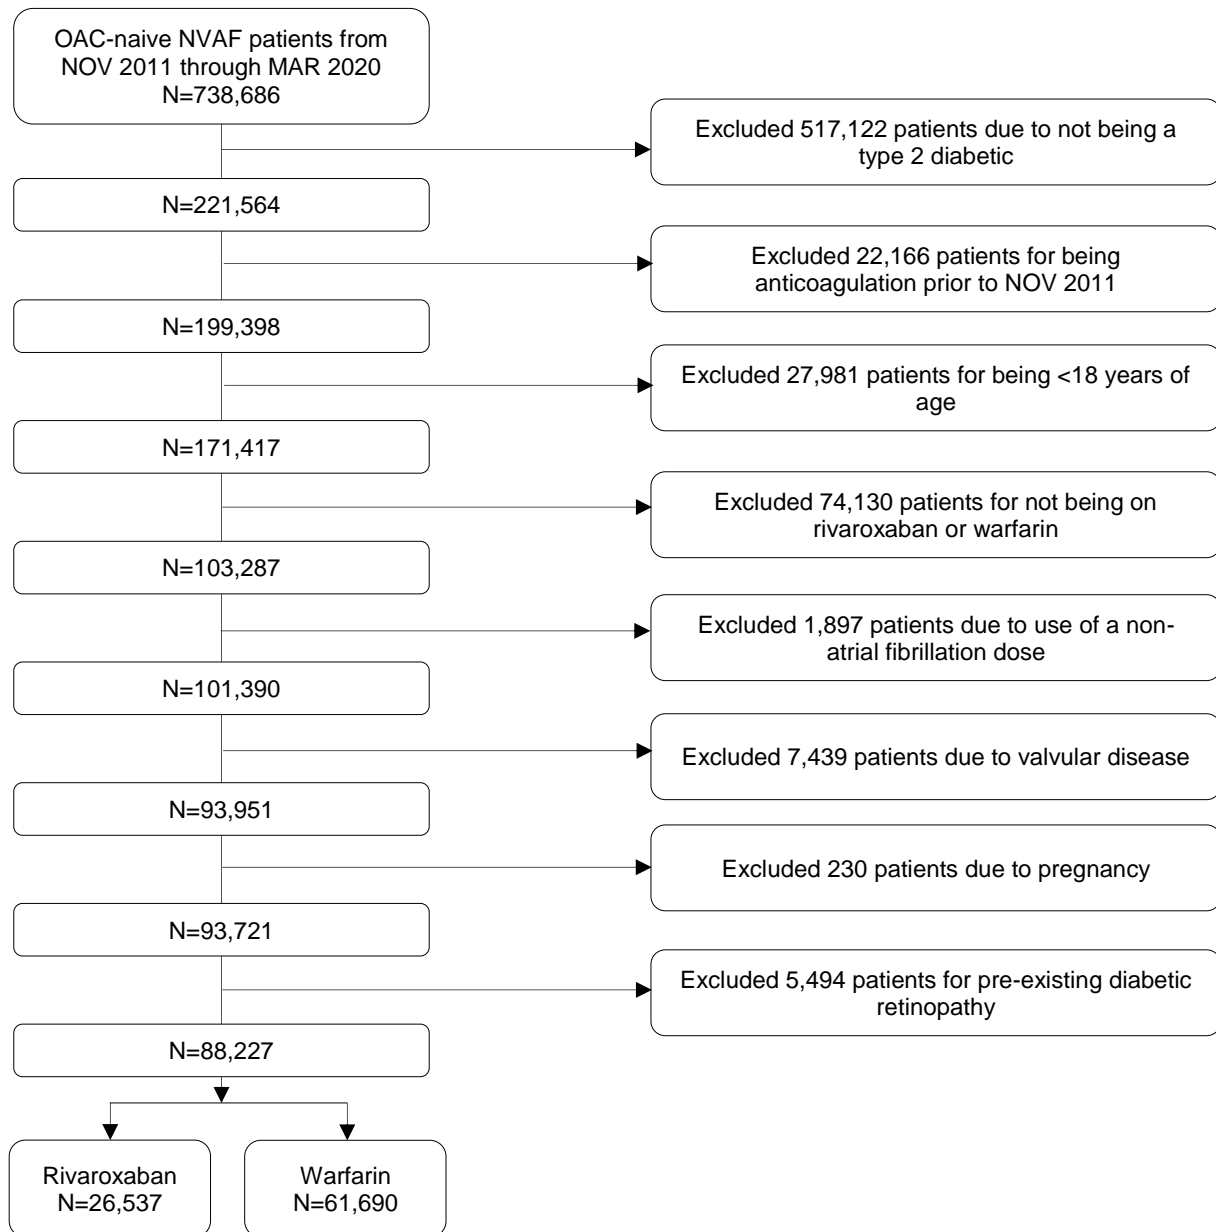 OAC-naive NVAF patients from
NOV 2011 through MAR 2020
N=738,686
Excluded 517,122 patients due to not being a
type 2 diabetic
N=221,564
Excluded 22,166 patients for being
anticoagulation prior to NOV 2011
N=199,398
Excluded 27,981 patients for being <18 years of
age
N=171,417
Excluded 74,130 patients for not being on
rivaroxaban or warfarin
N=103,287
Excluded 1,897 patients due to use of a non-
atrial fibrillation dose
N=101,390
Excluded 7,439 patients due to valvular disease
N=93,951
Excluded 230 patients due to pregnancy
N=93,721
Excluded 5,494 patients for pre-existing diabetic
retinopathy
N=88,227
Rivaroxaban
N=26,537
Warfarin
N=61,690